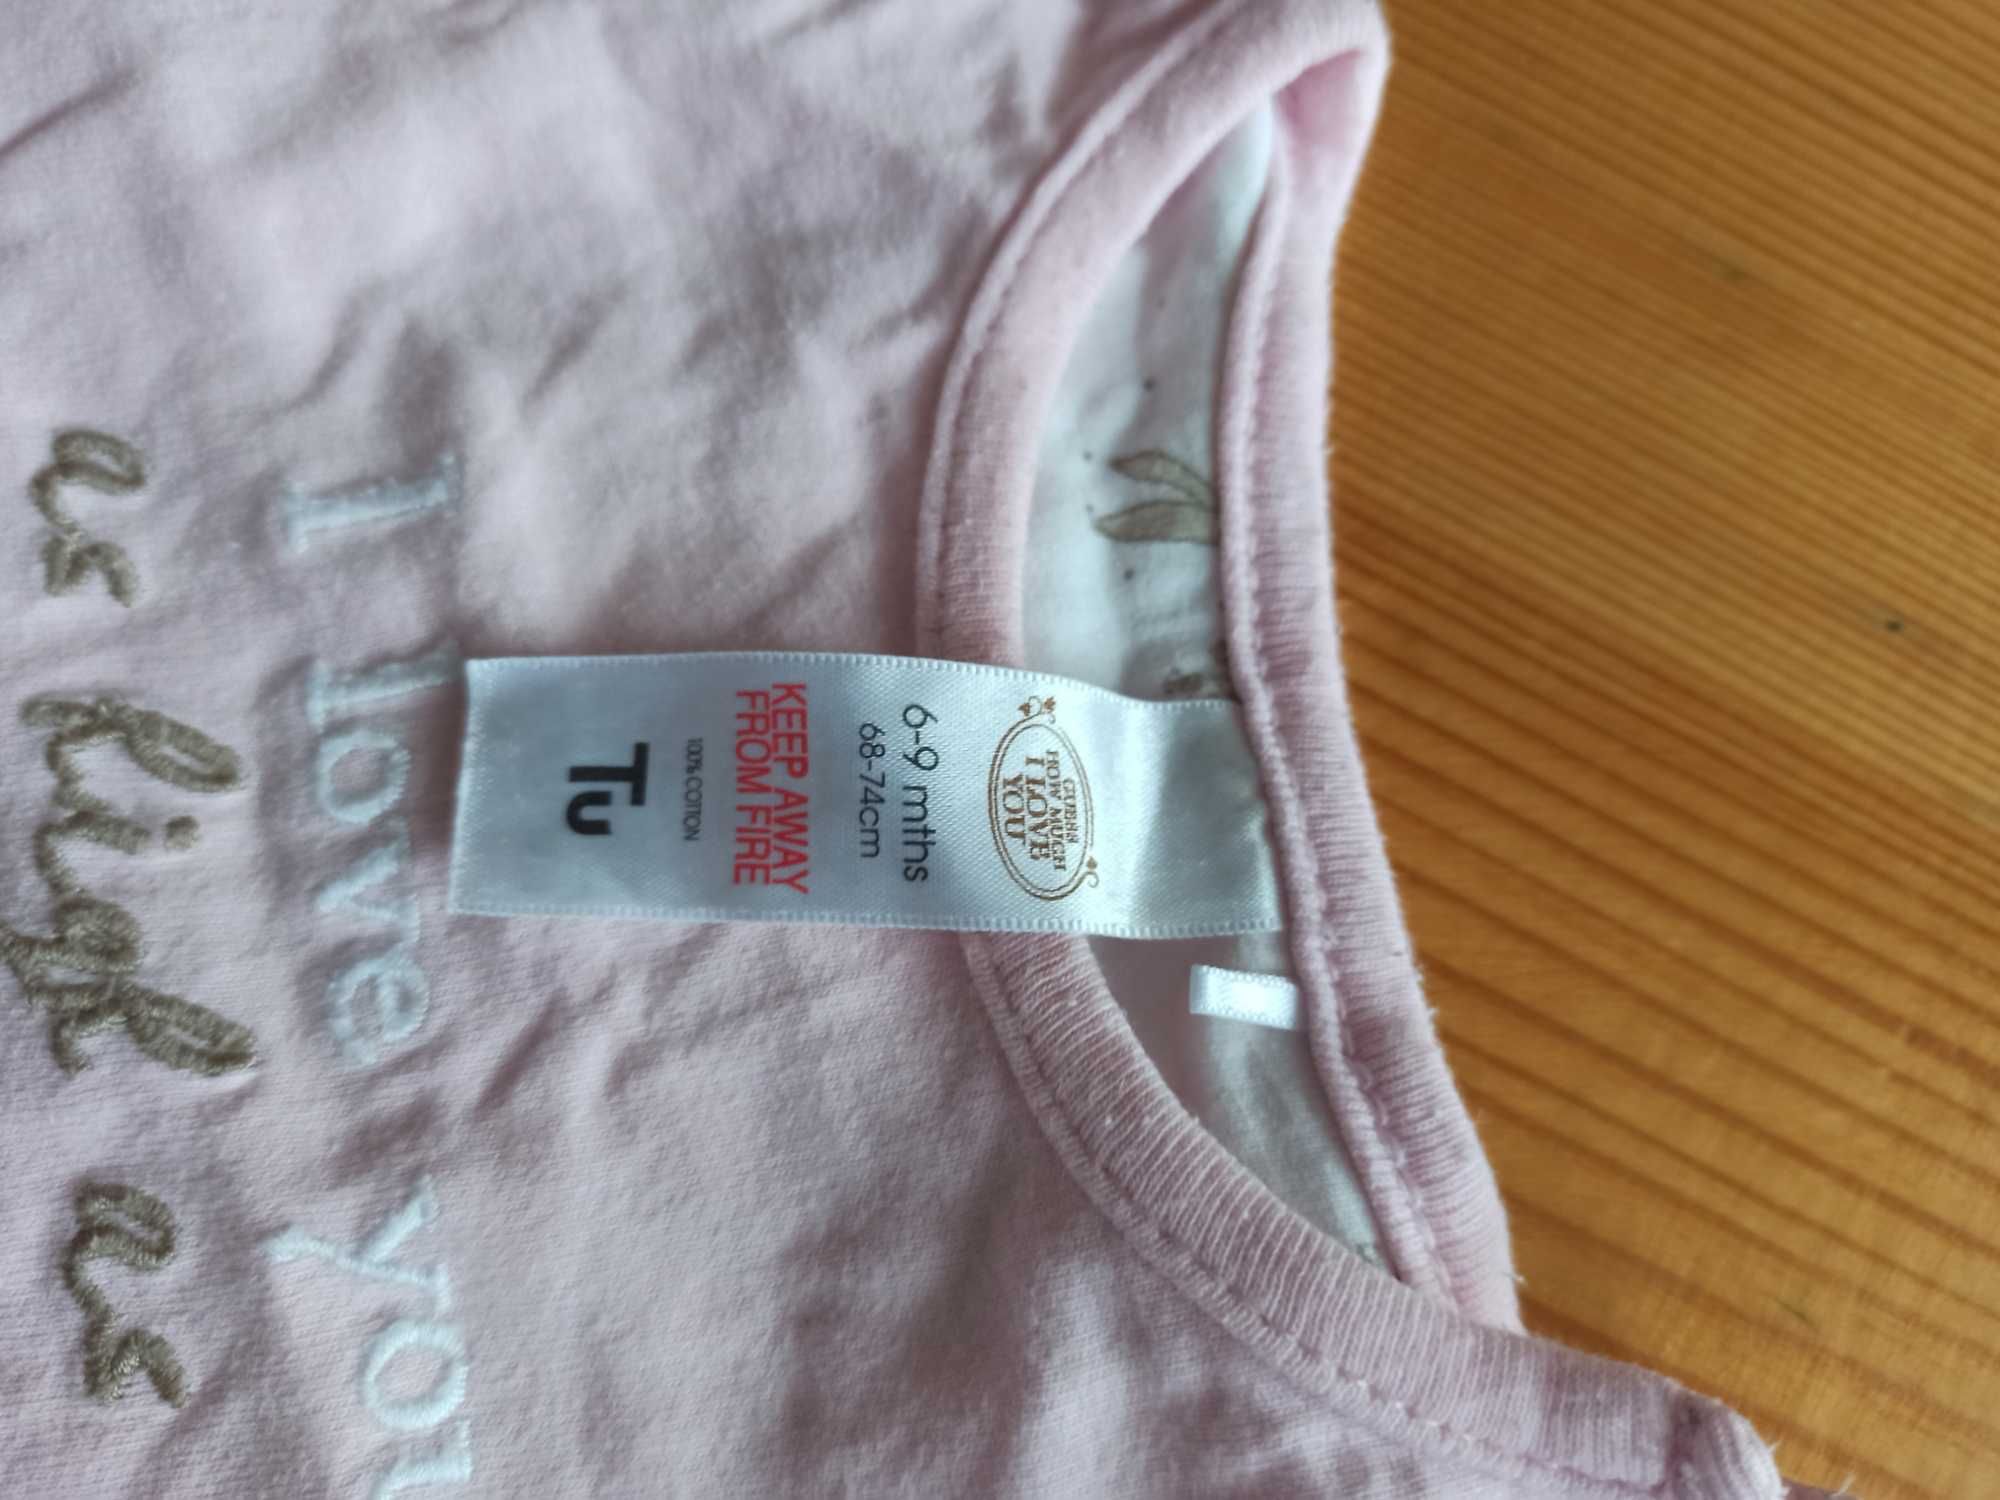 GUESS
HOW MUCH
I LOVE
YOU
6-9 mths
68-74cm
KEEP AWAY
FROM FIRE
100% COTTON
Tu
I love you
as high as